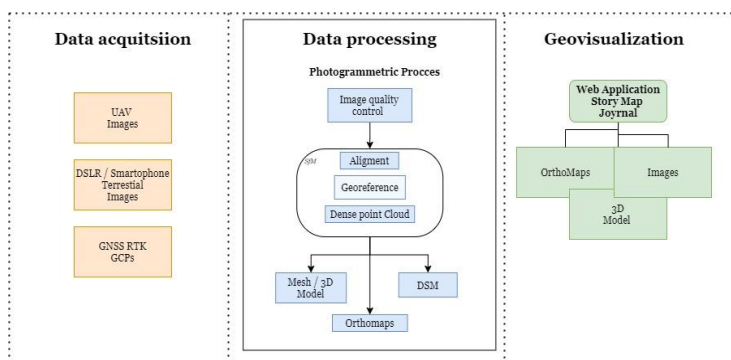 Data acquitsiion
UAV
Images
DSLR / Smartophone
Terrestial
Images
GNSS RTK
GCPs
Data processing
Photogrammetric Procces
Image quality
control
SfM
Aligment
Georeference
Dense point Cloud
Mesh / 3D
Model
DSM
Orthomaps
Geovisualization
Web Application
Story Map
Joyrnal
OrthoMaps
Images
3D
Model